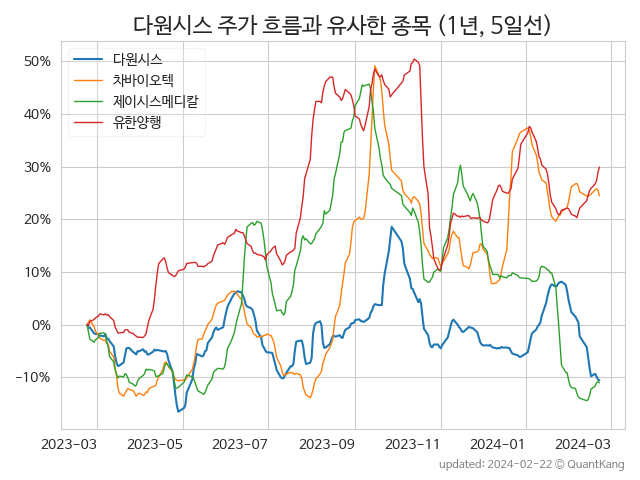 다원시스 주가 흐름과 유사한 종목 (1년, 5일선)
다원시스
차바이오텍
제이시스메디칼
유한양행
50%
40%
30%
20%
10%
0%
−10%
2023-03 2023-05 2023-07 2023-09 2023-11 2024-01 2024-03
updated: 2024-02-22 © QuantKang